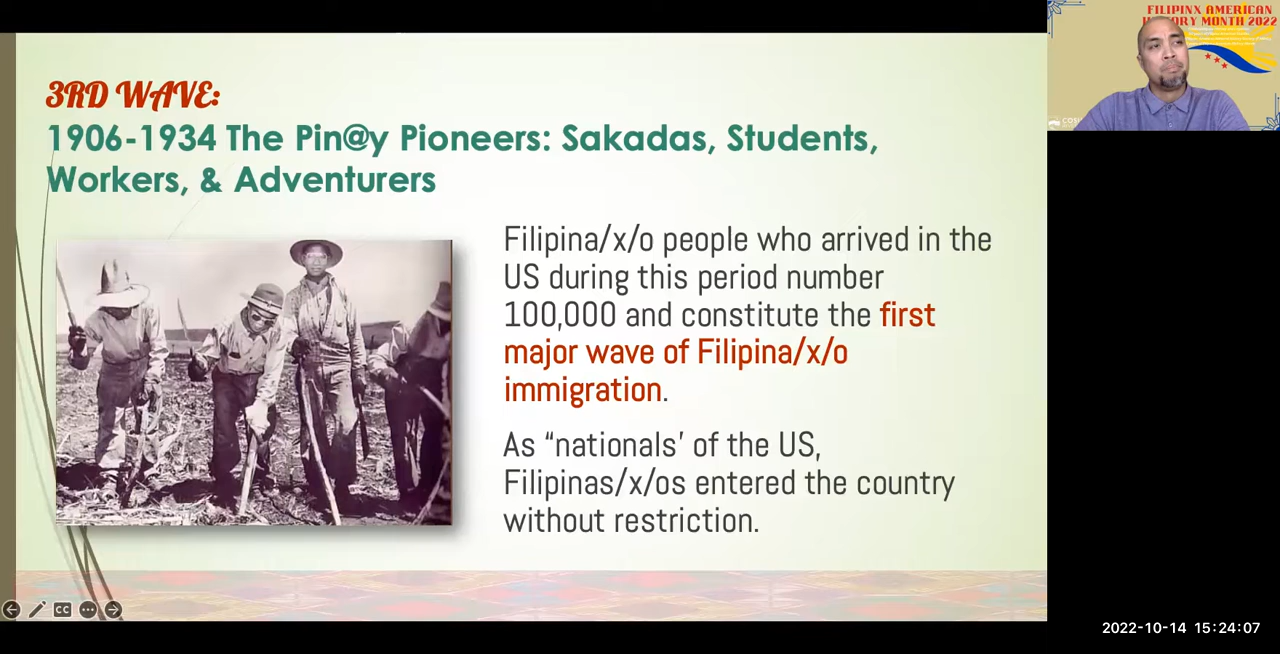 3RD WAVE:
1906-1934 The Pin@y Pioneers: Sakadas, Students,
Workers, & Adventurers
Filipina/x/o people who arrived in the
US during this period number
100,000 and constitute the first
major wave of Filipina/x/o
immigration.
As “nationals’ of the US,
Filipinas/x/os entered the country
without restriction.
CC
FILIPINX AMERICAN
HISTORY MONTH 2022
2022-10-14 15:24:07